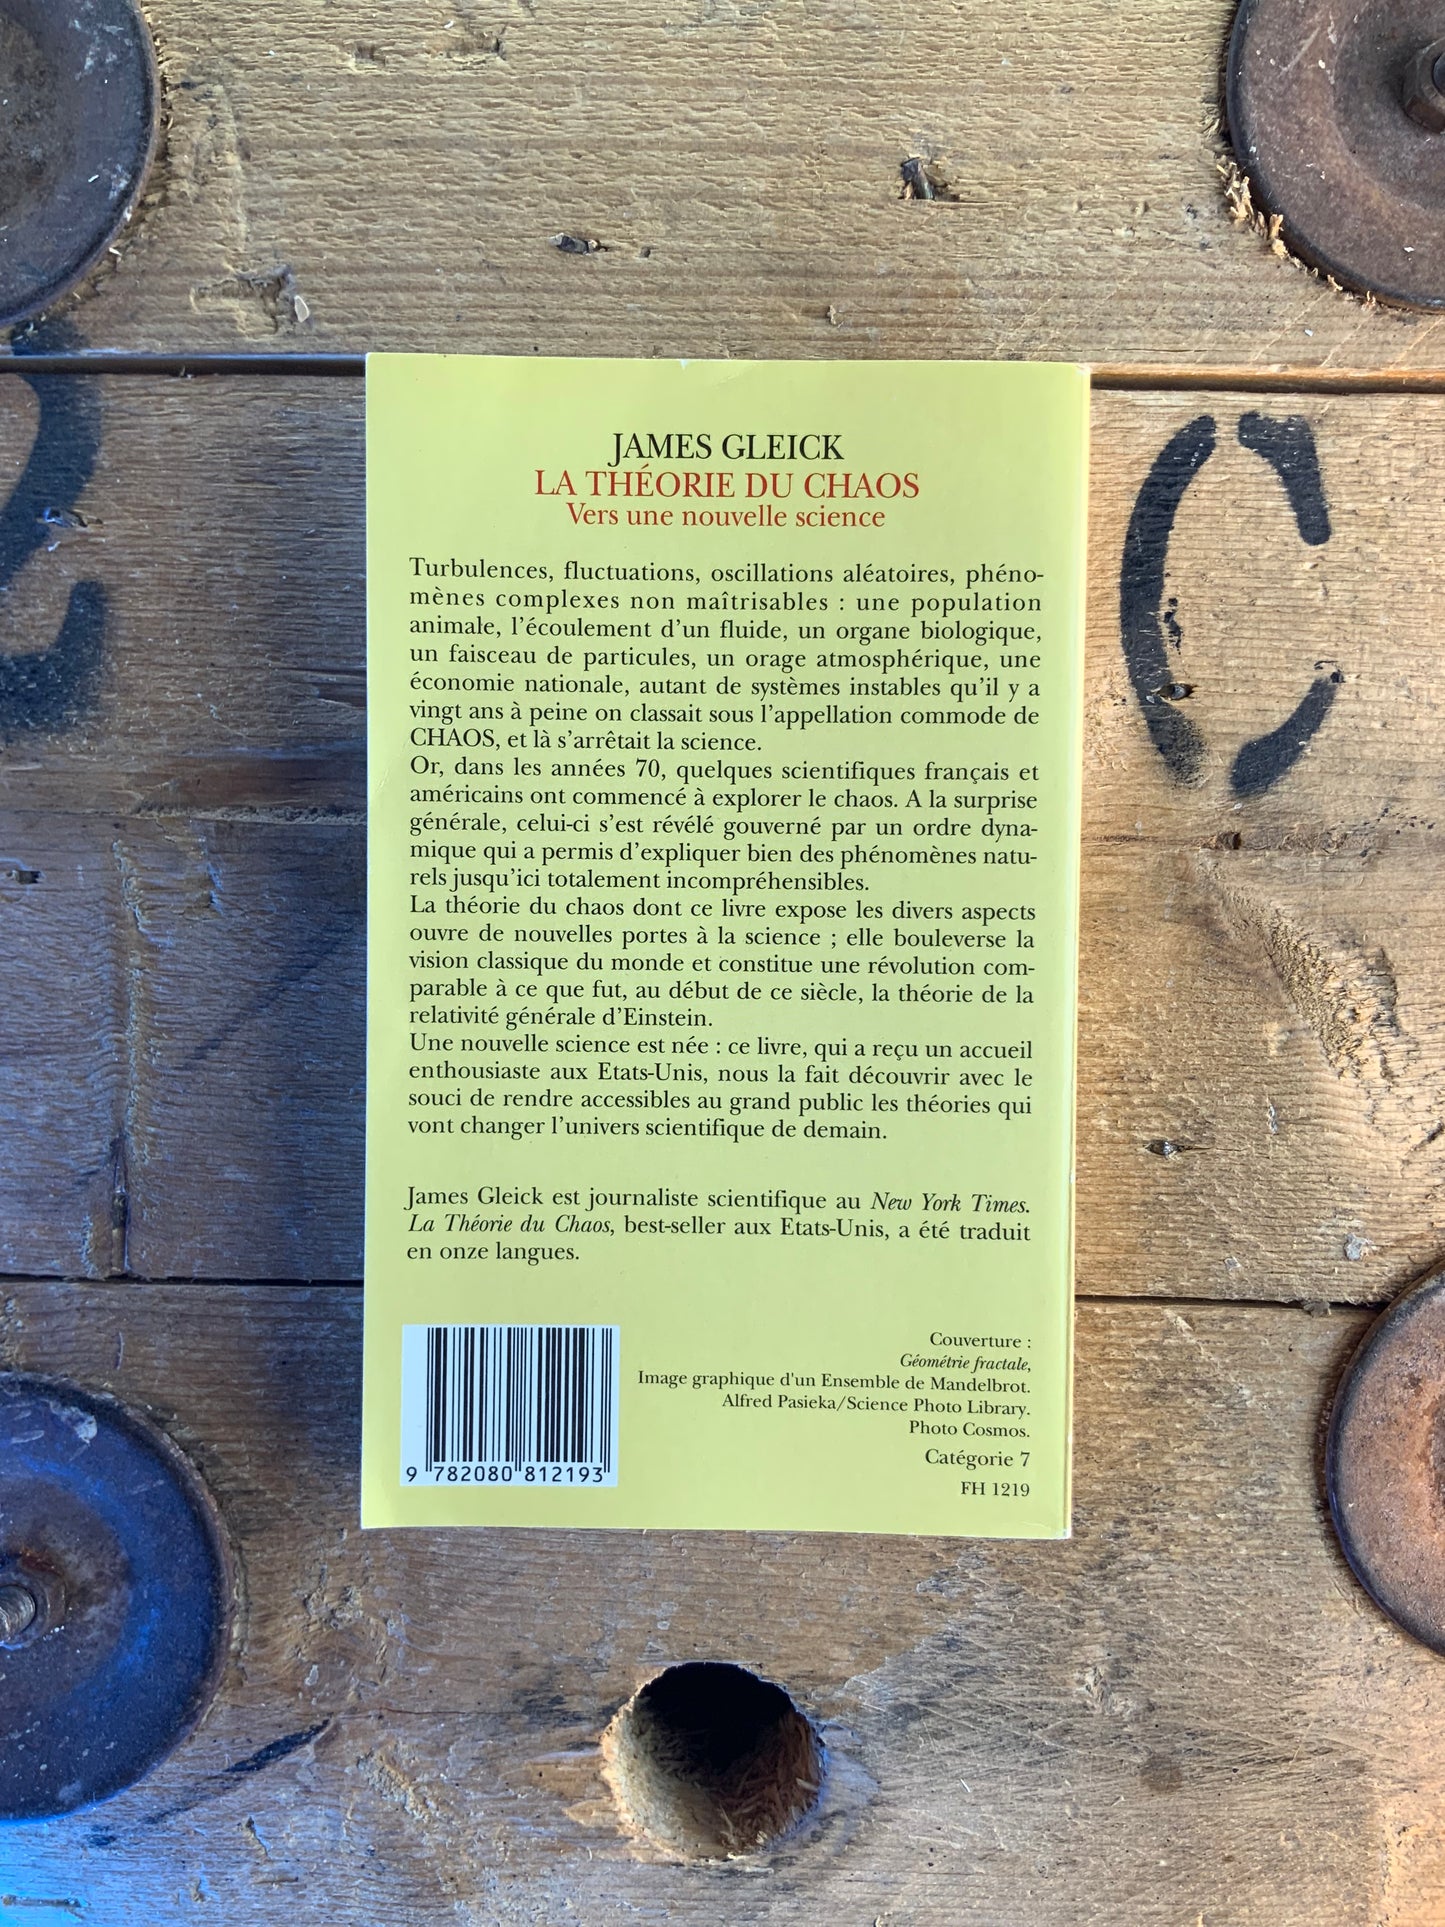 JAMES GLEICK
LA THÉORIE DU CHAOS
Vers une nouvelle science
Turbulences, fluctuations, oscillations aléatoires, phéno-
mènes complexes non maîtrisables : une population
animale, l'écoulement d'un fluide, un organe biologique,
un faisceau de particules, un orage atmosphérique, une
économie nationale, autant de systèmes instables qu'il y a
vingt ans à peine on classait sous l'appellation commode de
CHAOS, et là s'arrêtait la science.
Or, dans les années 70, quelques scientifiques français et
américains ont commencé à explorer le chaos. A la surprise
générale, celui-ci s'est révélé gouverné par un ordre dyna-
mique qui a permis d'expliquer bien des phénomènes natu-
rels jusqu'ici totalement incompréhensibles.
La théorie du chaos dont ce livre expose les divers aspects
ouvre de nouvelles portes à la science ; elle bouleverse la
vision classique du monde et constitue une révolution com-
parable à ce que fut, au début de ce siècle, la théorie de la
relativité générale d'Einstein.
Une nouvelle science est née : ce livre, qui a reçu un accueil
enthousiaste aux Etats-Unis, nous la fait découvrir avec le
souci de rendre accessibles au grand public les théories qui
vont changer l'univers scientifique de demain.
James Gleick est journaliste scientifique au New York Times.
La Théorie du Chaos, best-seller aux Etats-Unis, a été traduit
en onze langues.
Couverture :
Géométrie fractale,
Image graphique d'un Ensemble de Mandelbrot.
Alfred Pasieka/Science Photo Library.
Photo Cosmos.
Catégorie 7
FH 1219
9 782080 812193
C